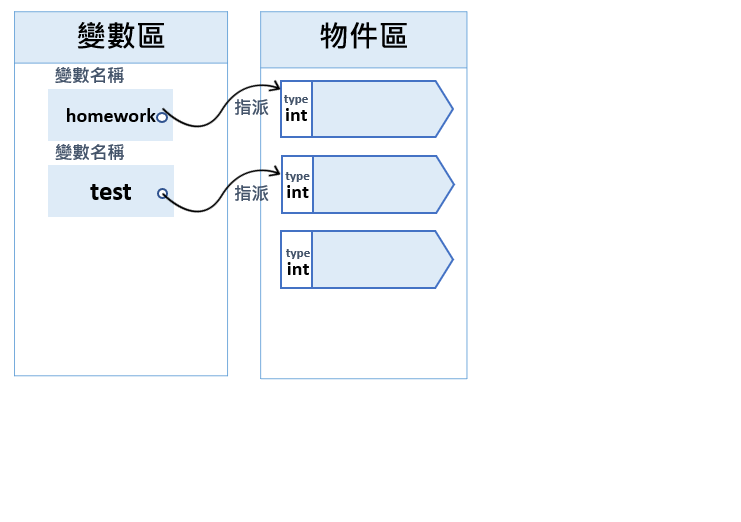 變數區
物件區
變數名稱
homework
指派
type
int
變數名稱
test
指派
type
int
type
int